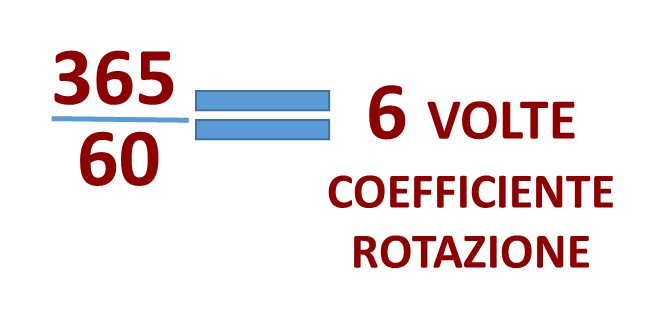 365
60
6 VOLTE
COEFFICIENTE
ROTAZIONE